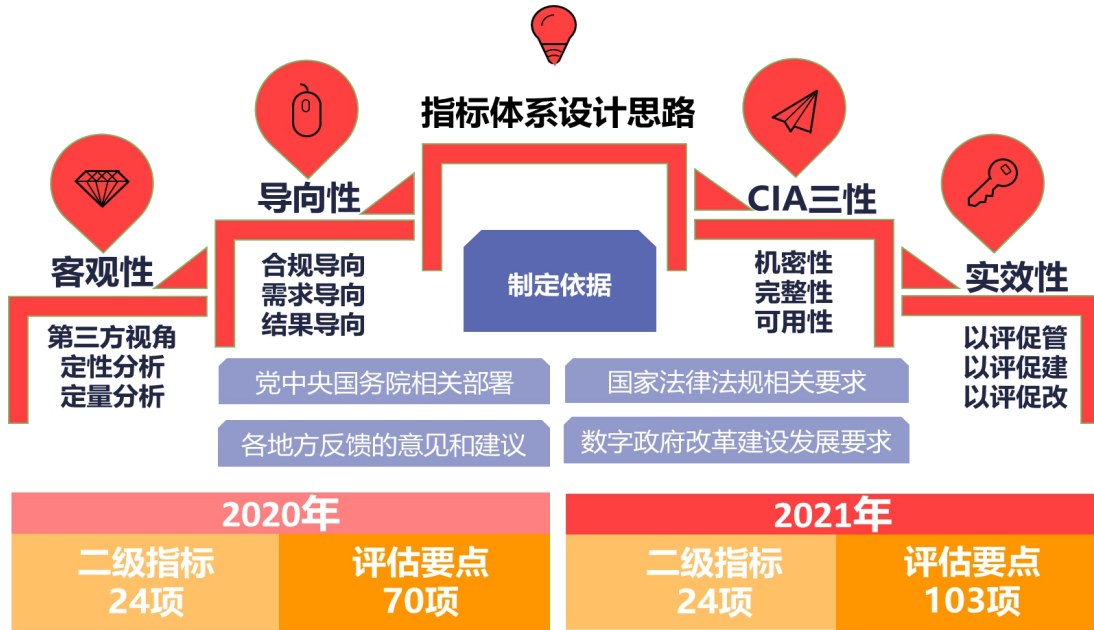 指标体系设计思路
客观性
第三方视角
定性分析
定量分析
导向性
合规导向
需求导向
结果导向
CIA三性
机密性
完整性
可用性
实效性
以评促管
以评促建
以评促改
制定依据
党中央国务院相关部署
国家法律法规相关要求
各地方反馈的意见和建议
数字政府改革建设发展要求
2020年
二级指标
24项
评估要点
70项
2021年
二级指标
24项
评估要点
103项